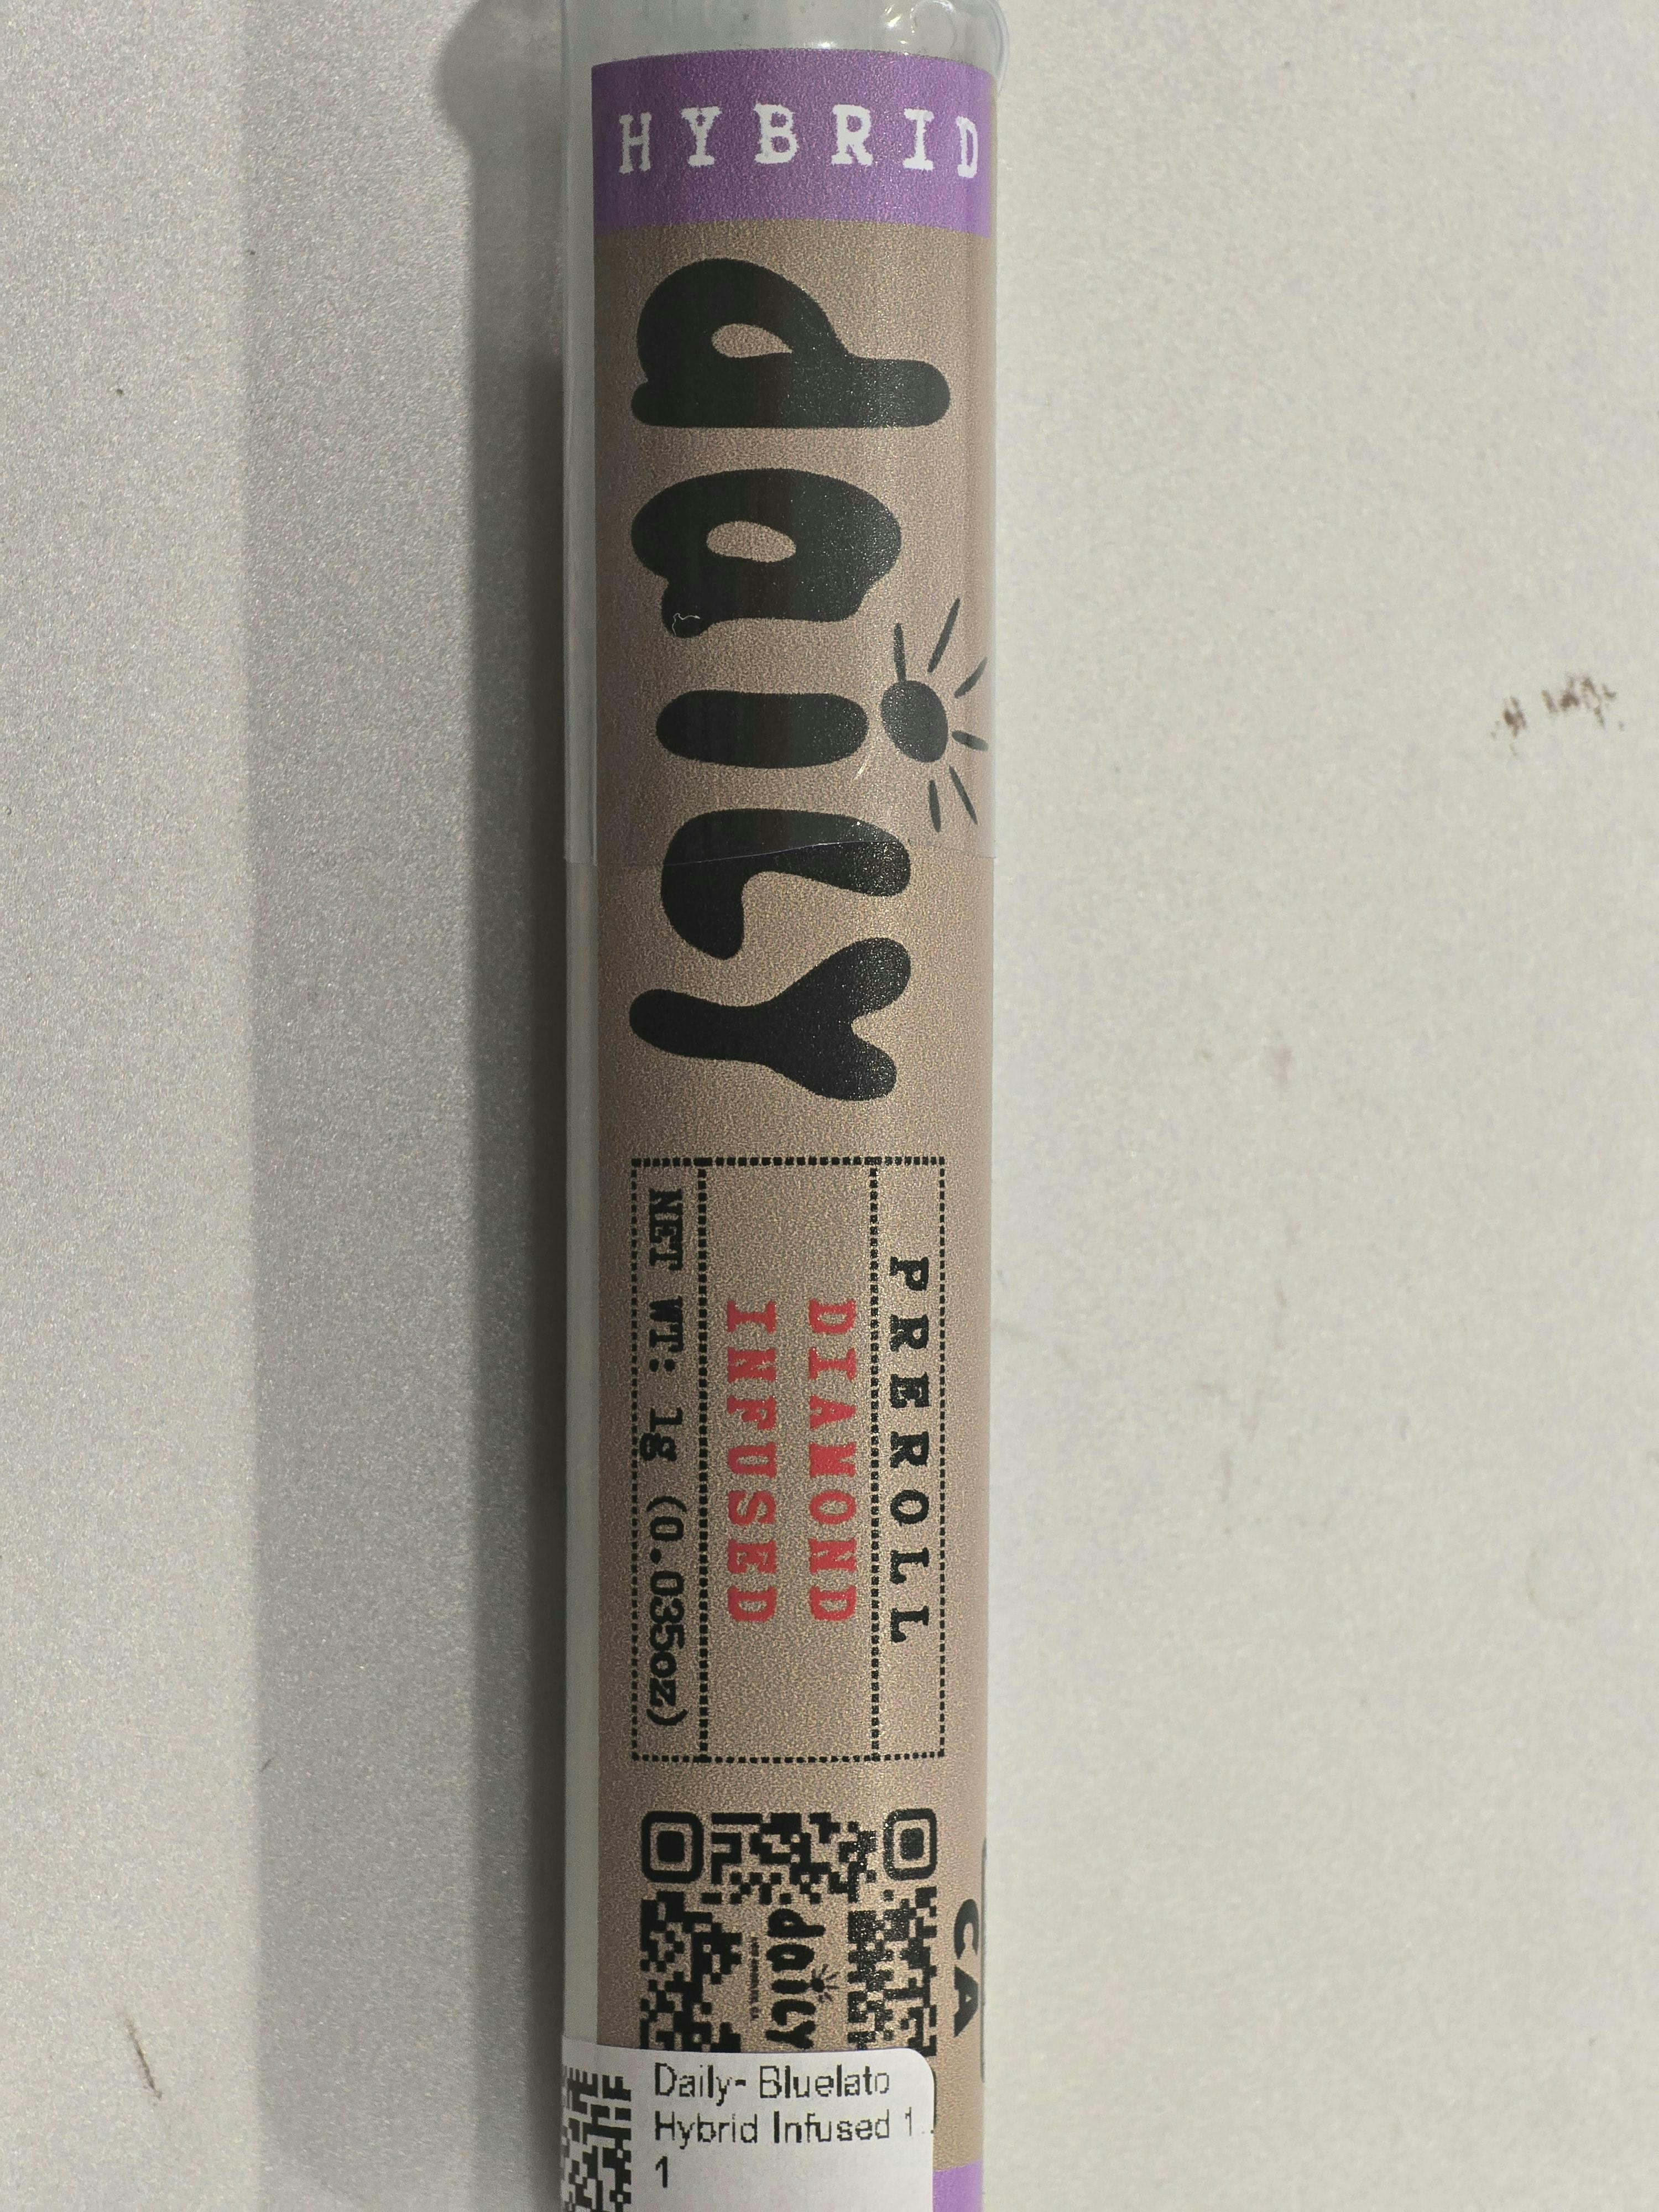 HYBRID
daily
PREROLL
DIAMOND
INFUSED
NET WT: 1g (0.035oz)
daily
CA
Daily- Bluelato
Hybrid Infused 1...
1